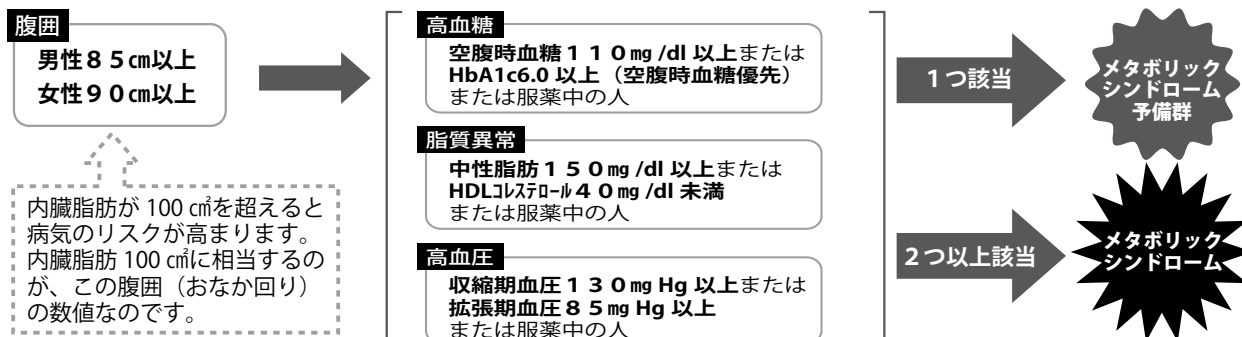 腹囲
男性８５㎝以上
女性９０㎝以上
内臓脂肪が 100 ㎠を超えると
病気のリスクが高まります。
内臓脂肪 100 ㎠に相当するの
が、この腹囲（おなか回り）
の数値なのです。
高血糖
空腹時血糖１１０㎎ /dl 以上または
HbA1c6.0 以上（空腹時血糖優先）
または服薬中の人
脂質異常
中性脂肪１５０㎎ /dl 以上または
HDLｺﾚｽﾃﾛｰﾙ４０㎎ /dl 未満
または服薬中の人
高血圧
収縮期血圧１３０㎎ Hg 以上または
拡張期血圧８５㎎ Hg 以上
または服薬中の人
１つ該当
メタボリック
シンドローム
予備群
２つ以上該当
メタボリック
シンドローム